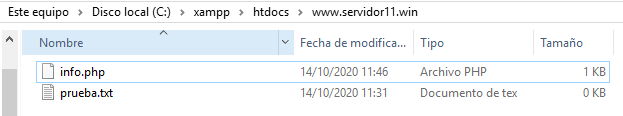 Este equipo > Disco local (C:) > xampp > htdocs > www.servidor11.win
Nombre Fecha de modifica... Tipo Tamaño
info.php 14/10/2020 11:46 Archivo PHP 1 KB
prueba.txt 14/10/2020 11:31 Documento de tex 0 KB